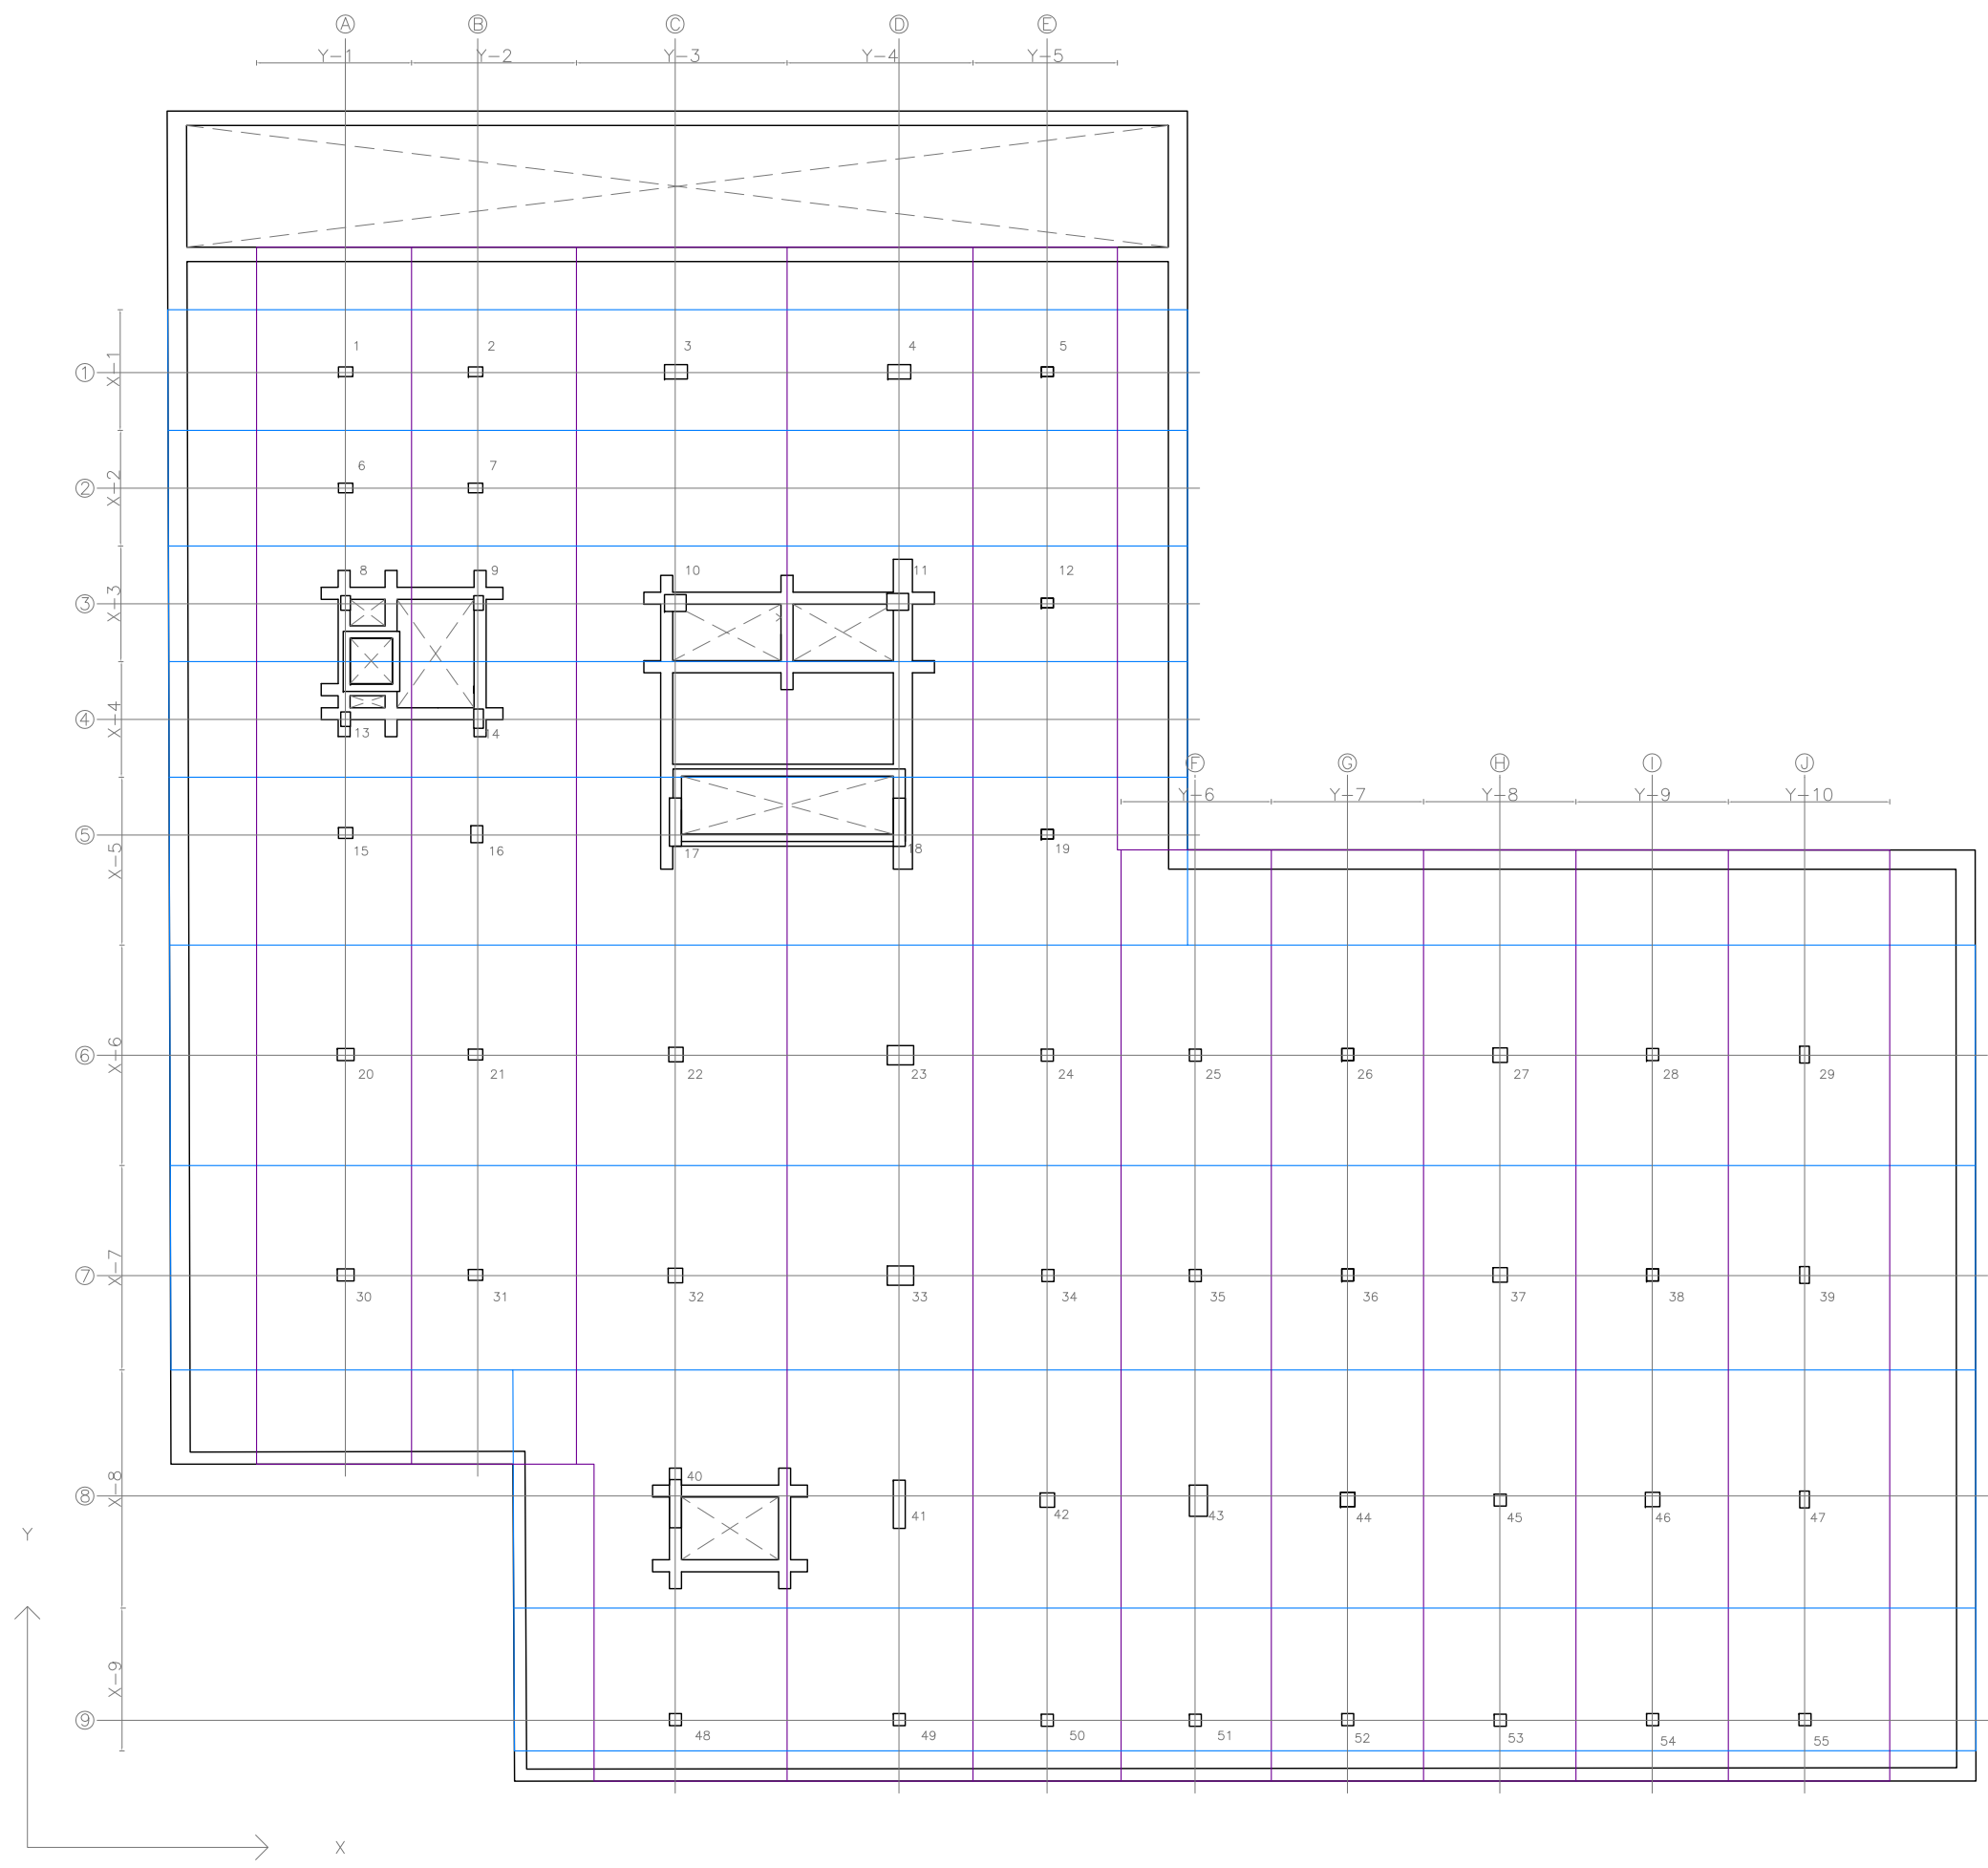 A B C D E
Y-1 Y-2 Y-3 Y-4 Y-5
1 2 3 4 5
1 X-1
6 7
2 X-2
8 9 10 11 12
3 X-3
13 14
4 X-4
F G H I J
Y-6 Y-7 Y-8 Y-9 Y-10
5 X-5
15 16 17 18 19
6 X-6
20 21 22 23 24 25 26 27 28 29
7 X-7
30 31 32 33 34 35 36 37 38 39
40
8 X-8
41 42 43 44 45 46 47
Y
X-9
9
48 49 50 51 52 53 54 55
X